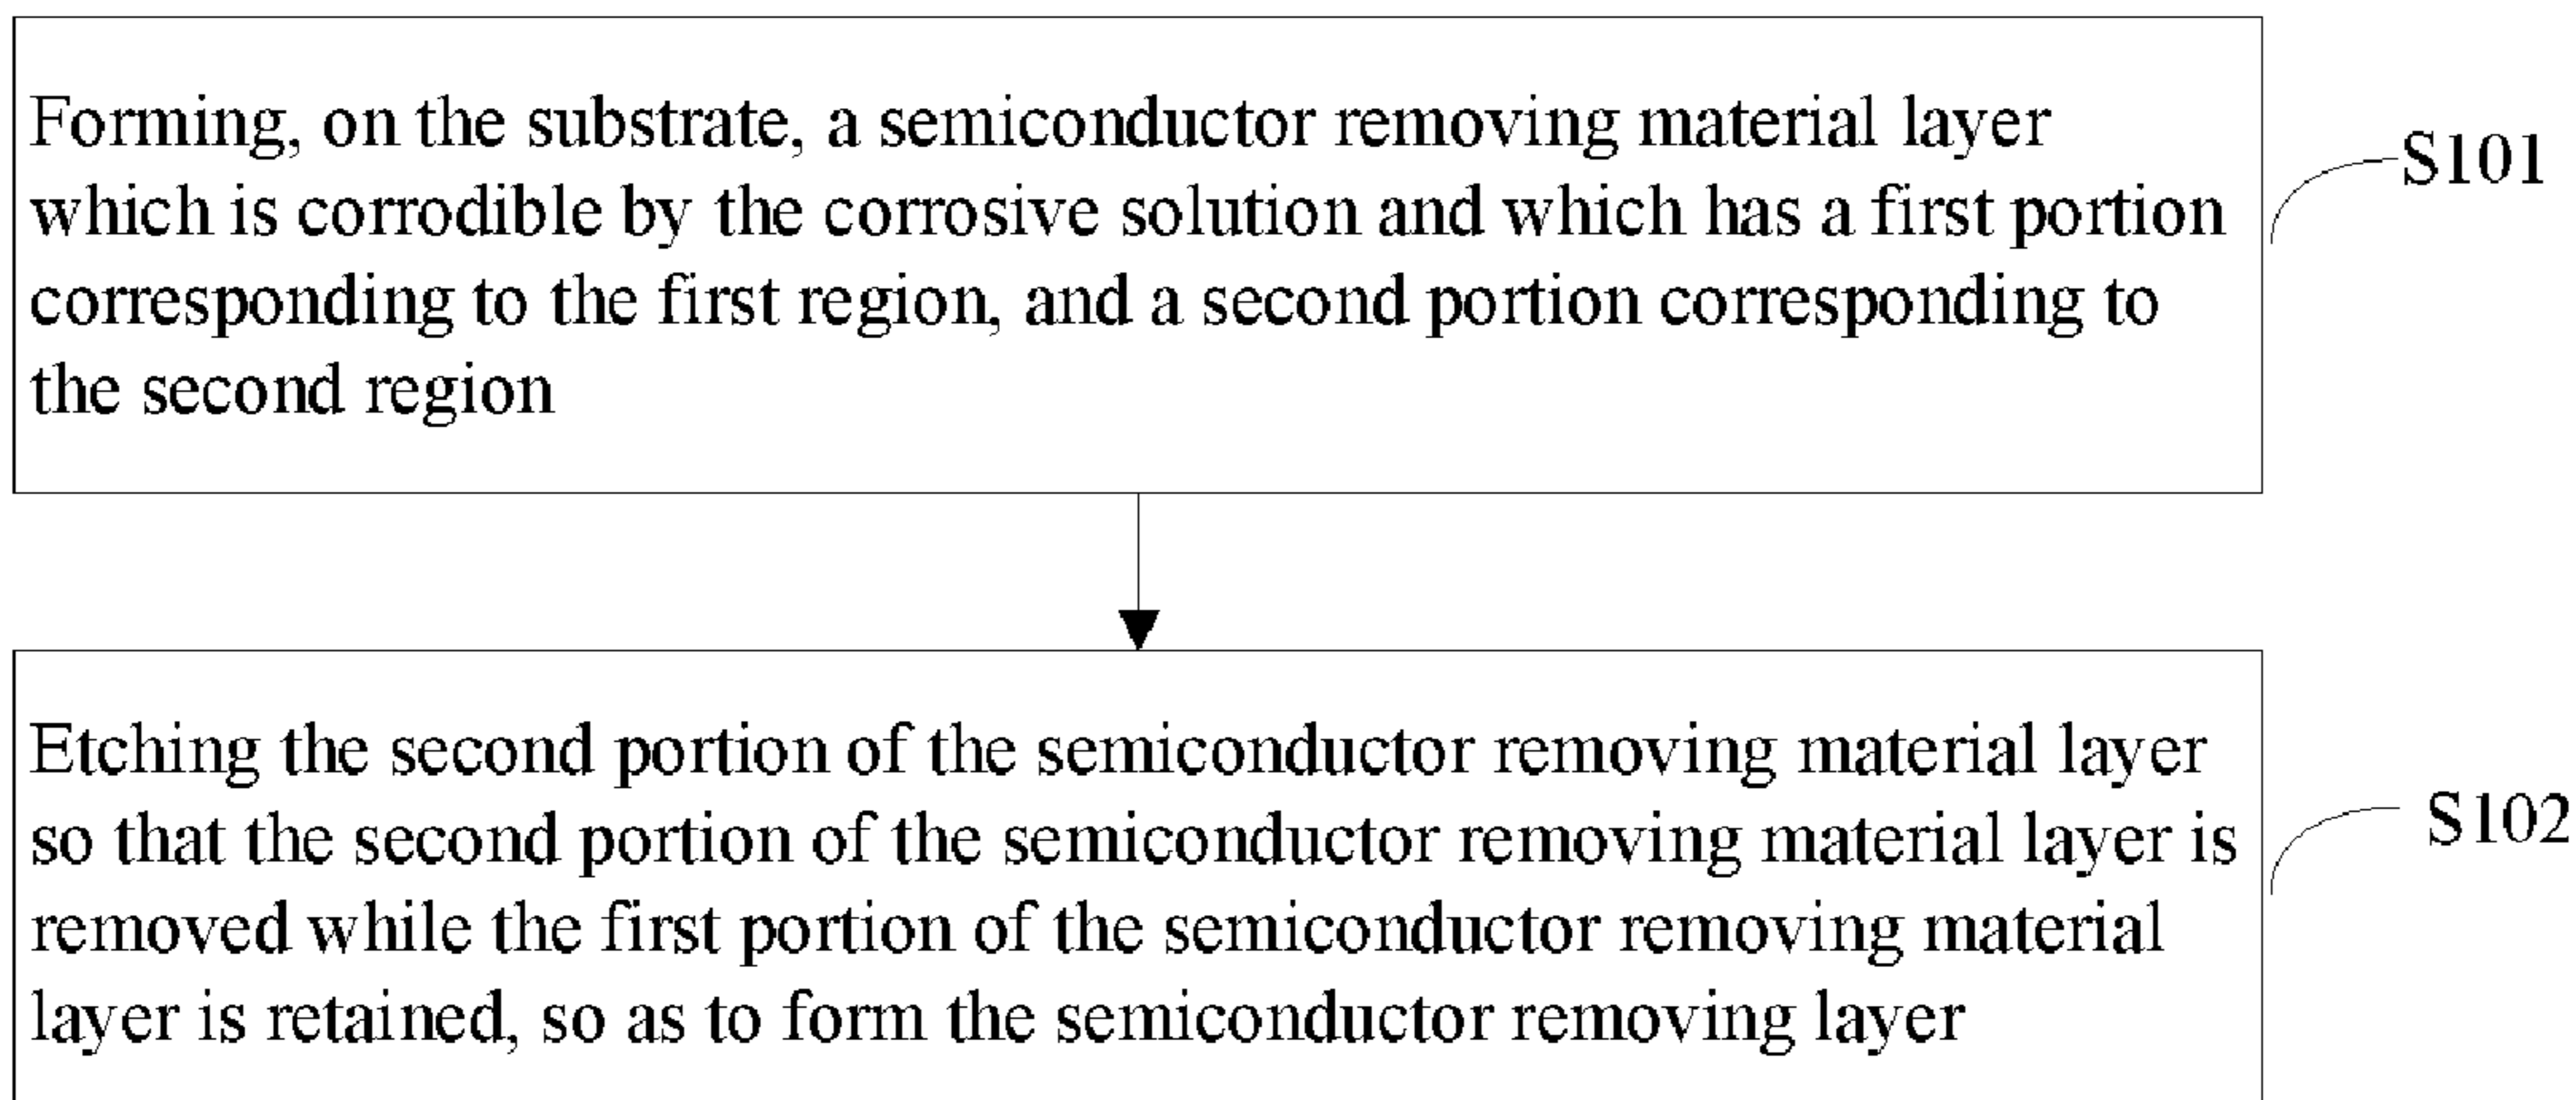 Forming, on the substrate, a semiconductor removing material layer
which is corrodible by the corrosive solution and which has a first portion
corresponding to the first region, and a second portion corresponding to
the second region
S101
Etching the second portion of the semiconductor removing material layer
so that the second portion of the semiconductor removing material layer is
removed while the first portion of the semiconductor removing material
layer is retained, so as to form the semiconductor removing layer
S102